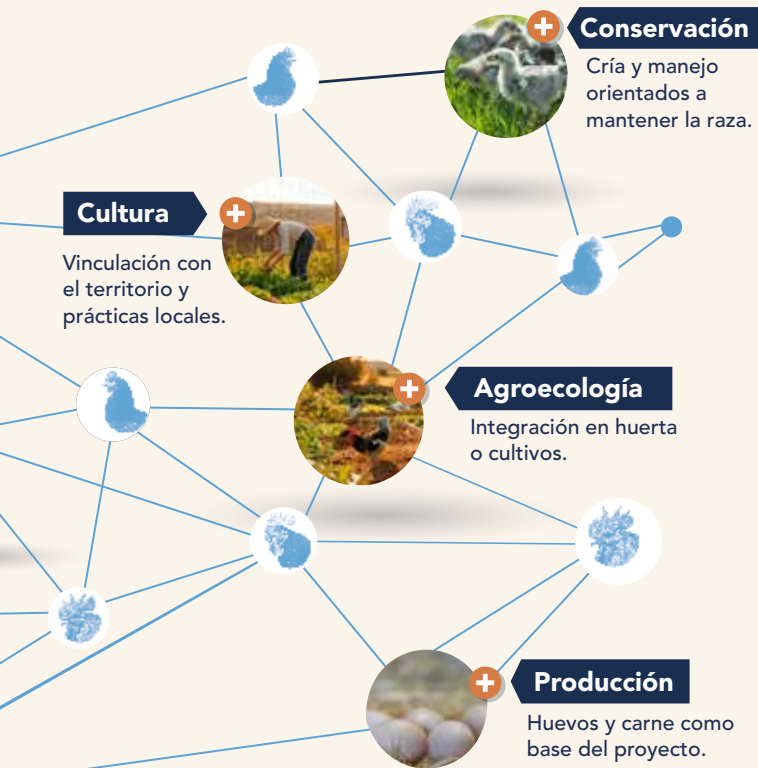 Conservación
Cría y manejo
orientados a
mantener la raza.
Cultura
Vinculación con
el territorio y
prácticas locales.
Agroecología
Integración en huerta
o cultivos.
Producción
Huevos y carne como
base del proyecto.